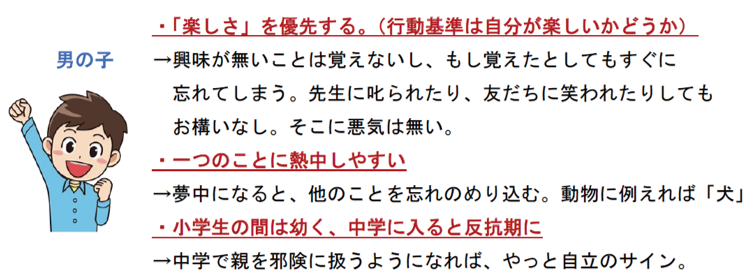 ・「楽しさ」を優先する。（行動基準は自分が楽しいかどうか）
男の子
→興味が無いことは覚えないし、もし覚えたとしてもすぐに
忘れてしまう。先生に叱られたり、友だちに笑われたりしても
お構いなし。そこに悪気は無い。
・一つのことに熱中しやすい
→夢中になると、他のことを忘れのめり込む。動物に例えれば「犬」
・小学生の間は幼く、中学に入ると反抗期に
→中学で親を邪険に扱うようになれば、やっと自立のサイン。